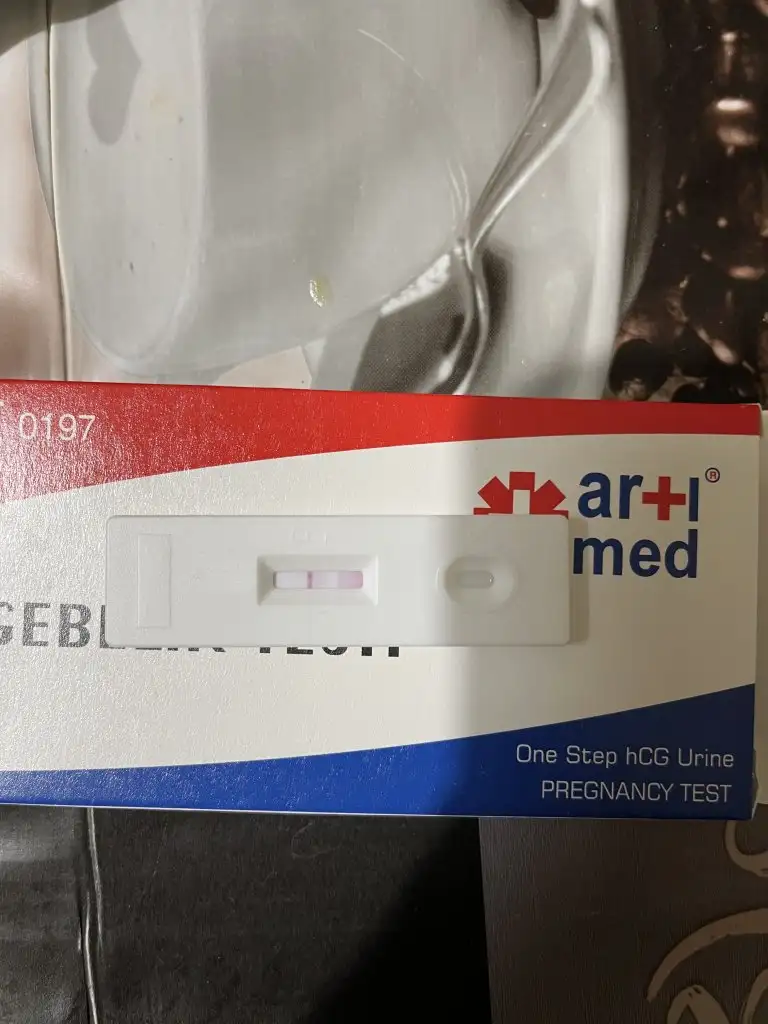 0197
ar+ı®
med
One Step hCG Urine
PREGNANCY TEST